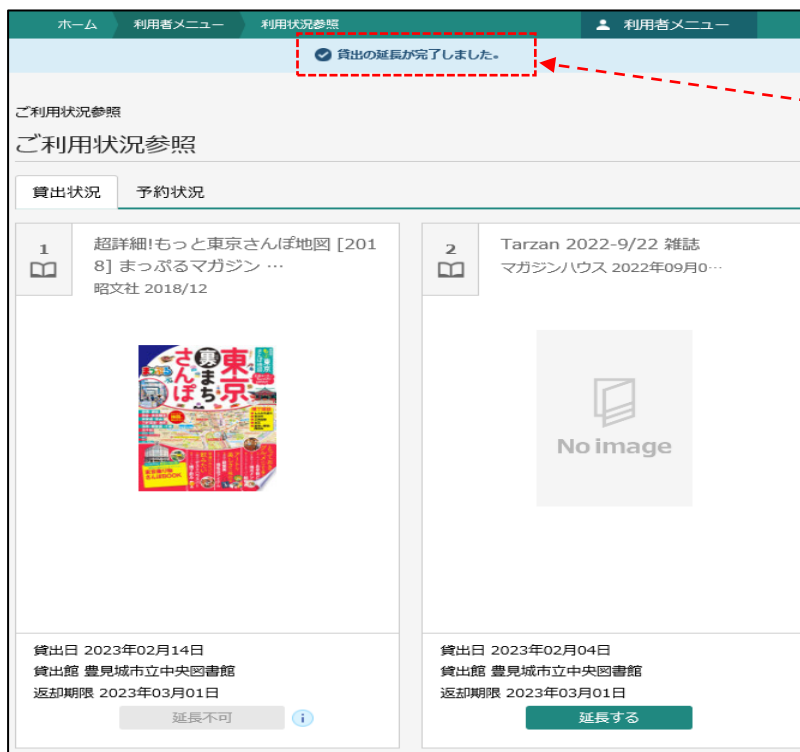 ホーム 利用者メニュー 利用状況参照 利用者メニュー
貸出の延長が完了しました。
ご利用状況参照
ご利用状況参照
貸出状況 予約状況
1
超詳細!もっと東京さんぽ地図 [201
8] まっぷるマガジン …
昭文社 2018/12
東京
裏まち
さんぽ
貸出日 2023年02月14日
貸出館 豊見城市立中央図書館
返却期限 2023年03月01日
延長不可 i
2
Tarzan 2022-9/22 雑誌
マガジンハウス 2022年09月0…
No image
貸出日 2023年02月04日
貸出館 豊見城市立中央図書館
返却期限 2023年03月01日
延長する